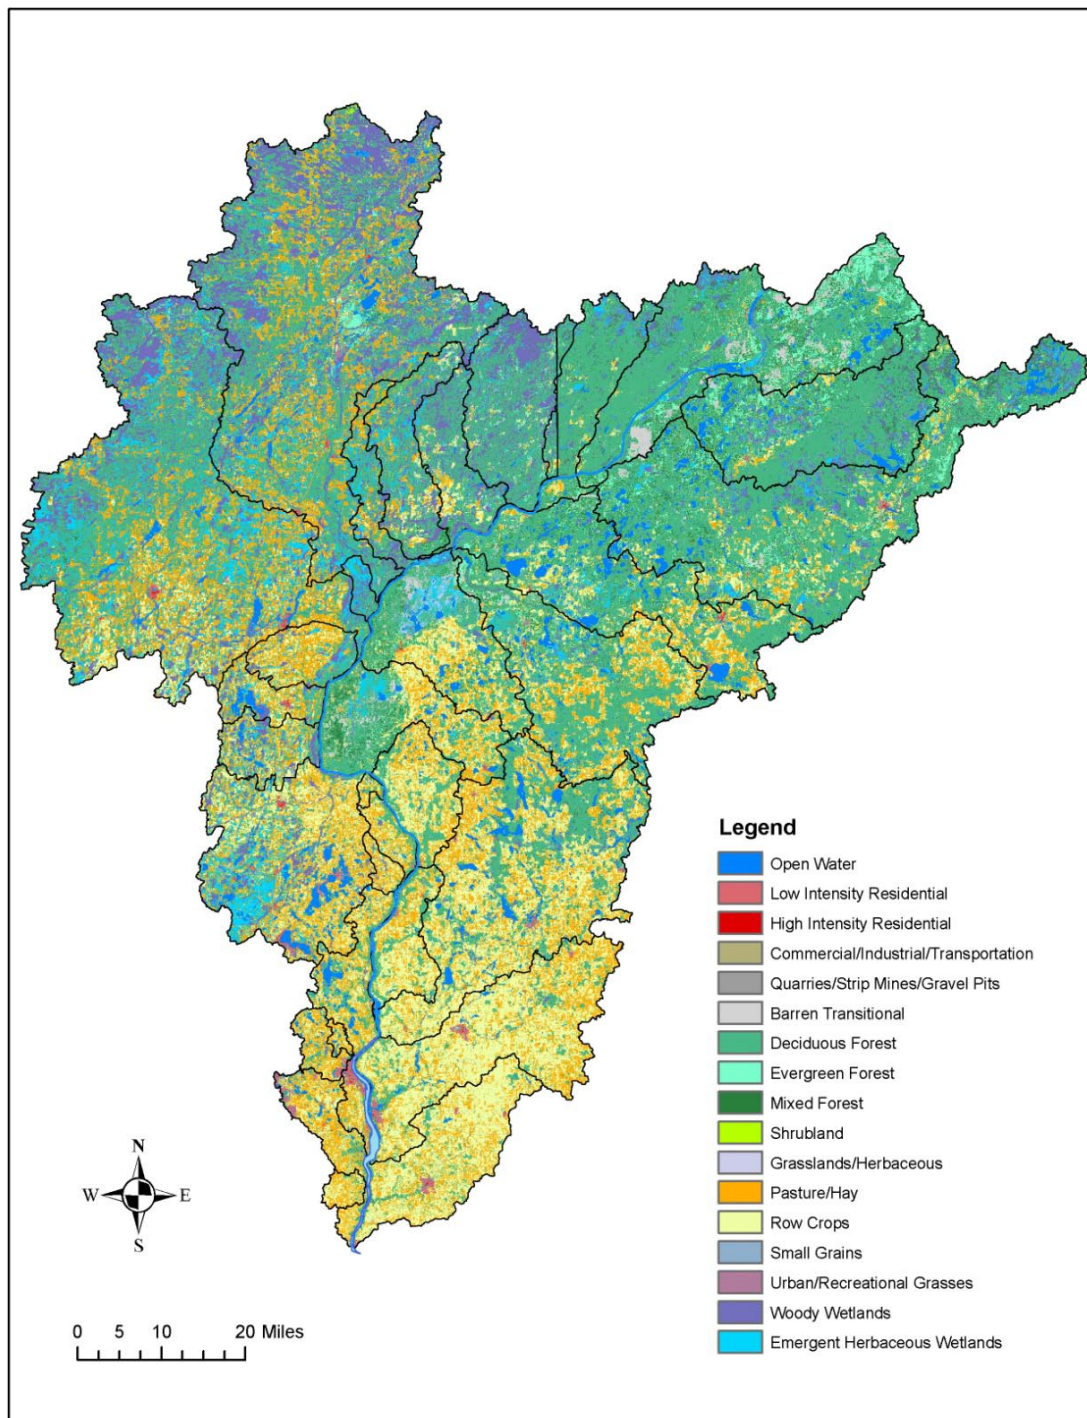 Legend
Open Water
Low Intensity Residential
High Intensity Residential
Commercial/Industrial/Transportation
Quarries/Strip Mines/Gravel Pits
Barren Transitional
Deciduous Forest
Evergreen Forest
Mixed Forest
Shrubland
Grasslands/Herbaceous
Pasture/Hay
Row Crops
Small Grains
Urban/Recreational Grasses
Woody Wetlands
Emergent Herbaceous Wetlands
N
W E
S
0 5 10 20 Miles